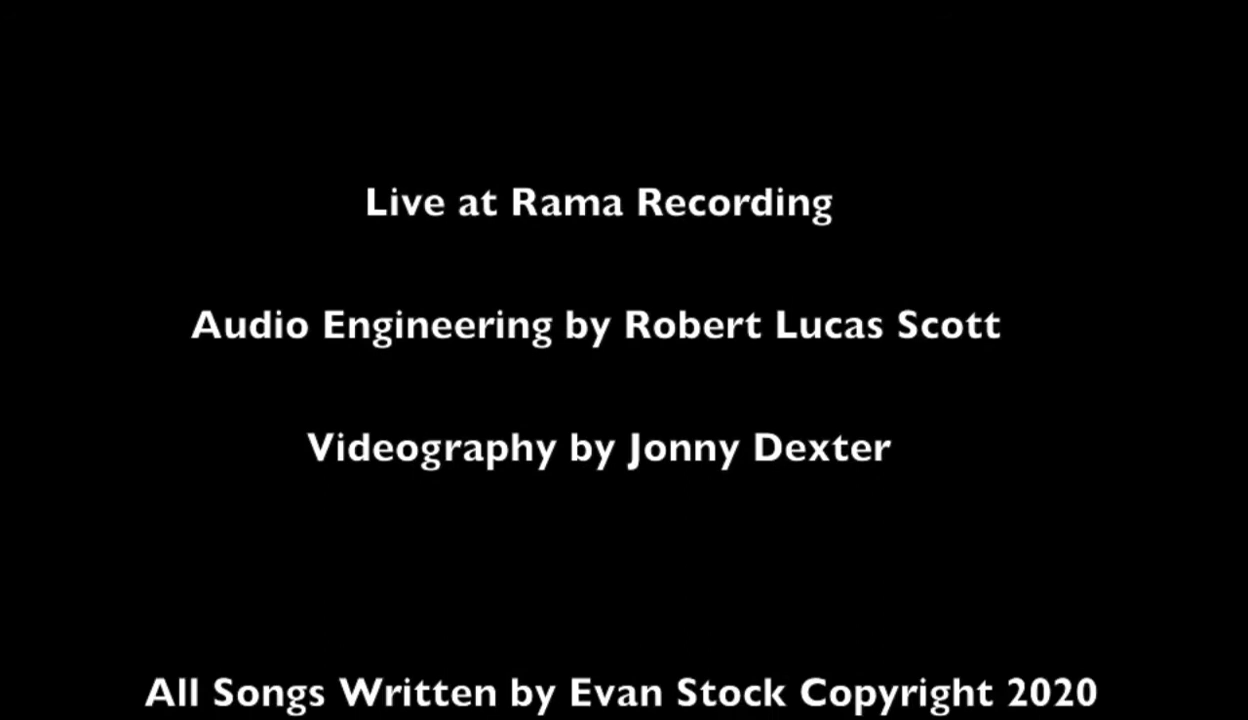 Live at Rama Recording
Audio Engineering by Robert Lucas Scott
Videography by Jonny Dexter
All Songs Written by Evan Stock Copyright 2020